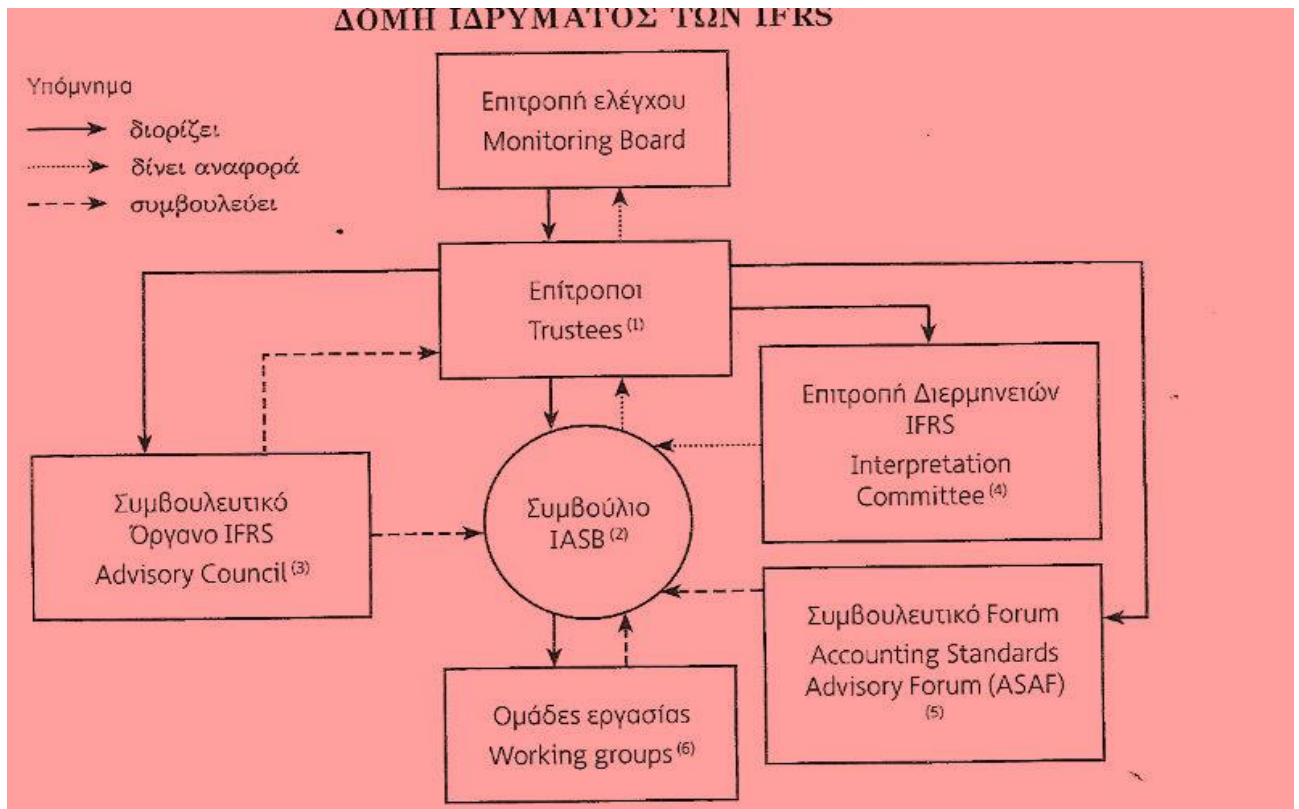 ΔΟΜΗ ΙΔΡΥΜΑΤΟΣ ΤΩΝ IFRS
Υπόμνημα
διορίζει
δίνει αναφορά
συμβουλεύει
Επιτροπή ελέγχου
Monitoring Board
Επίτροποι
Trustees (1)
Επιτροπή Διερμηνειών
IFRS
Interpretation
Committee (4)
Συμβουλευτικό
Όργανο IFRS
Advisory Council (3)
Συμβούλιο
IASB (2)
Συμβουλευτικό Forum
Accounting Standards
Advisory Forum (ASAF)
(5)
Ομάδες εργασίας
Working groups (6)